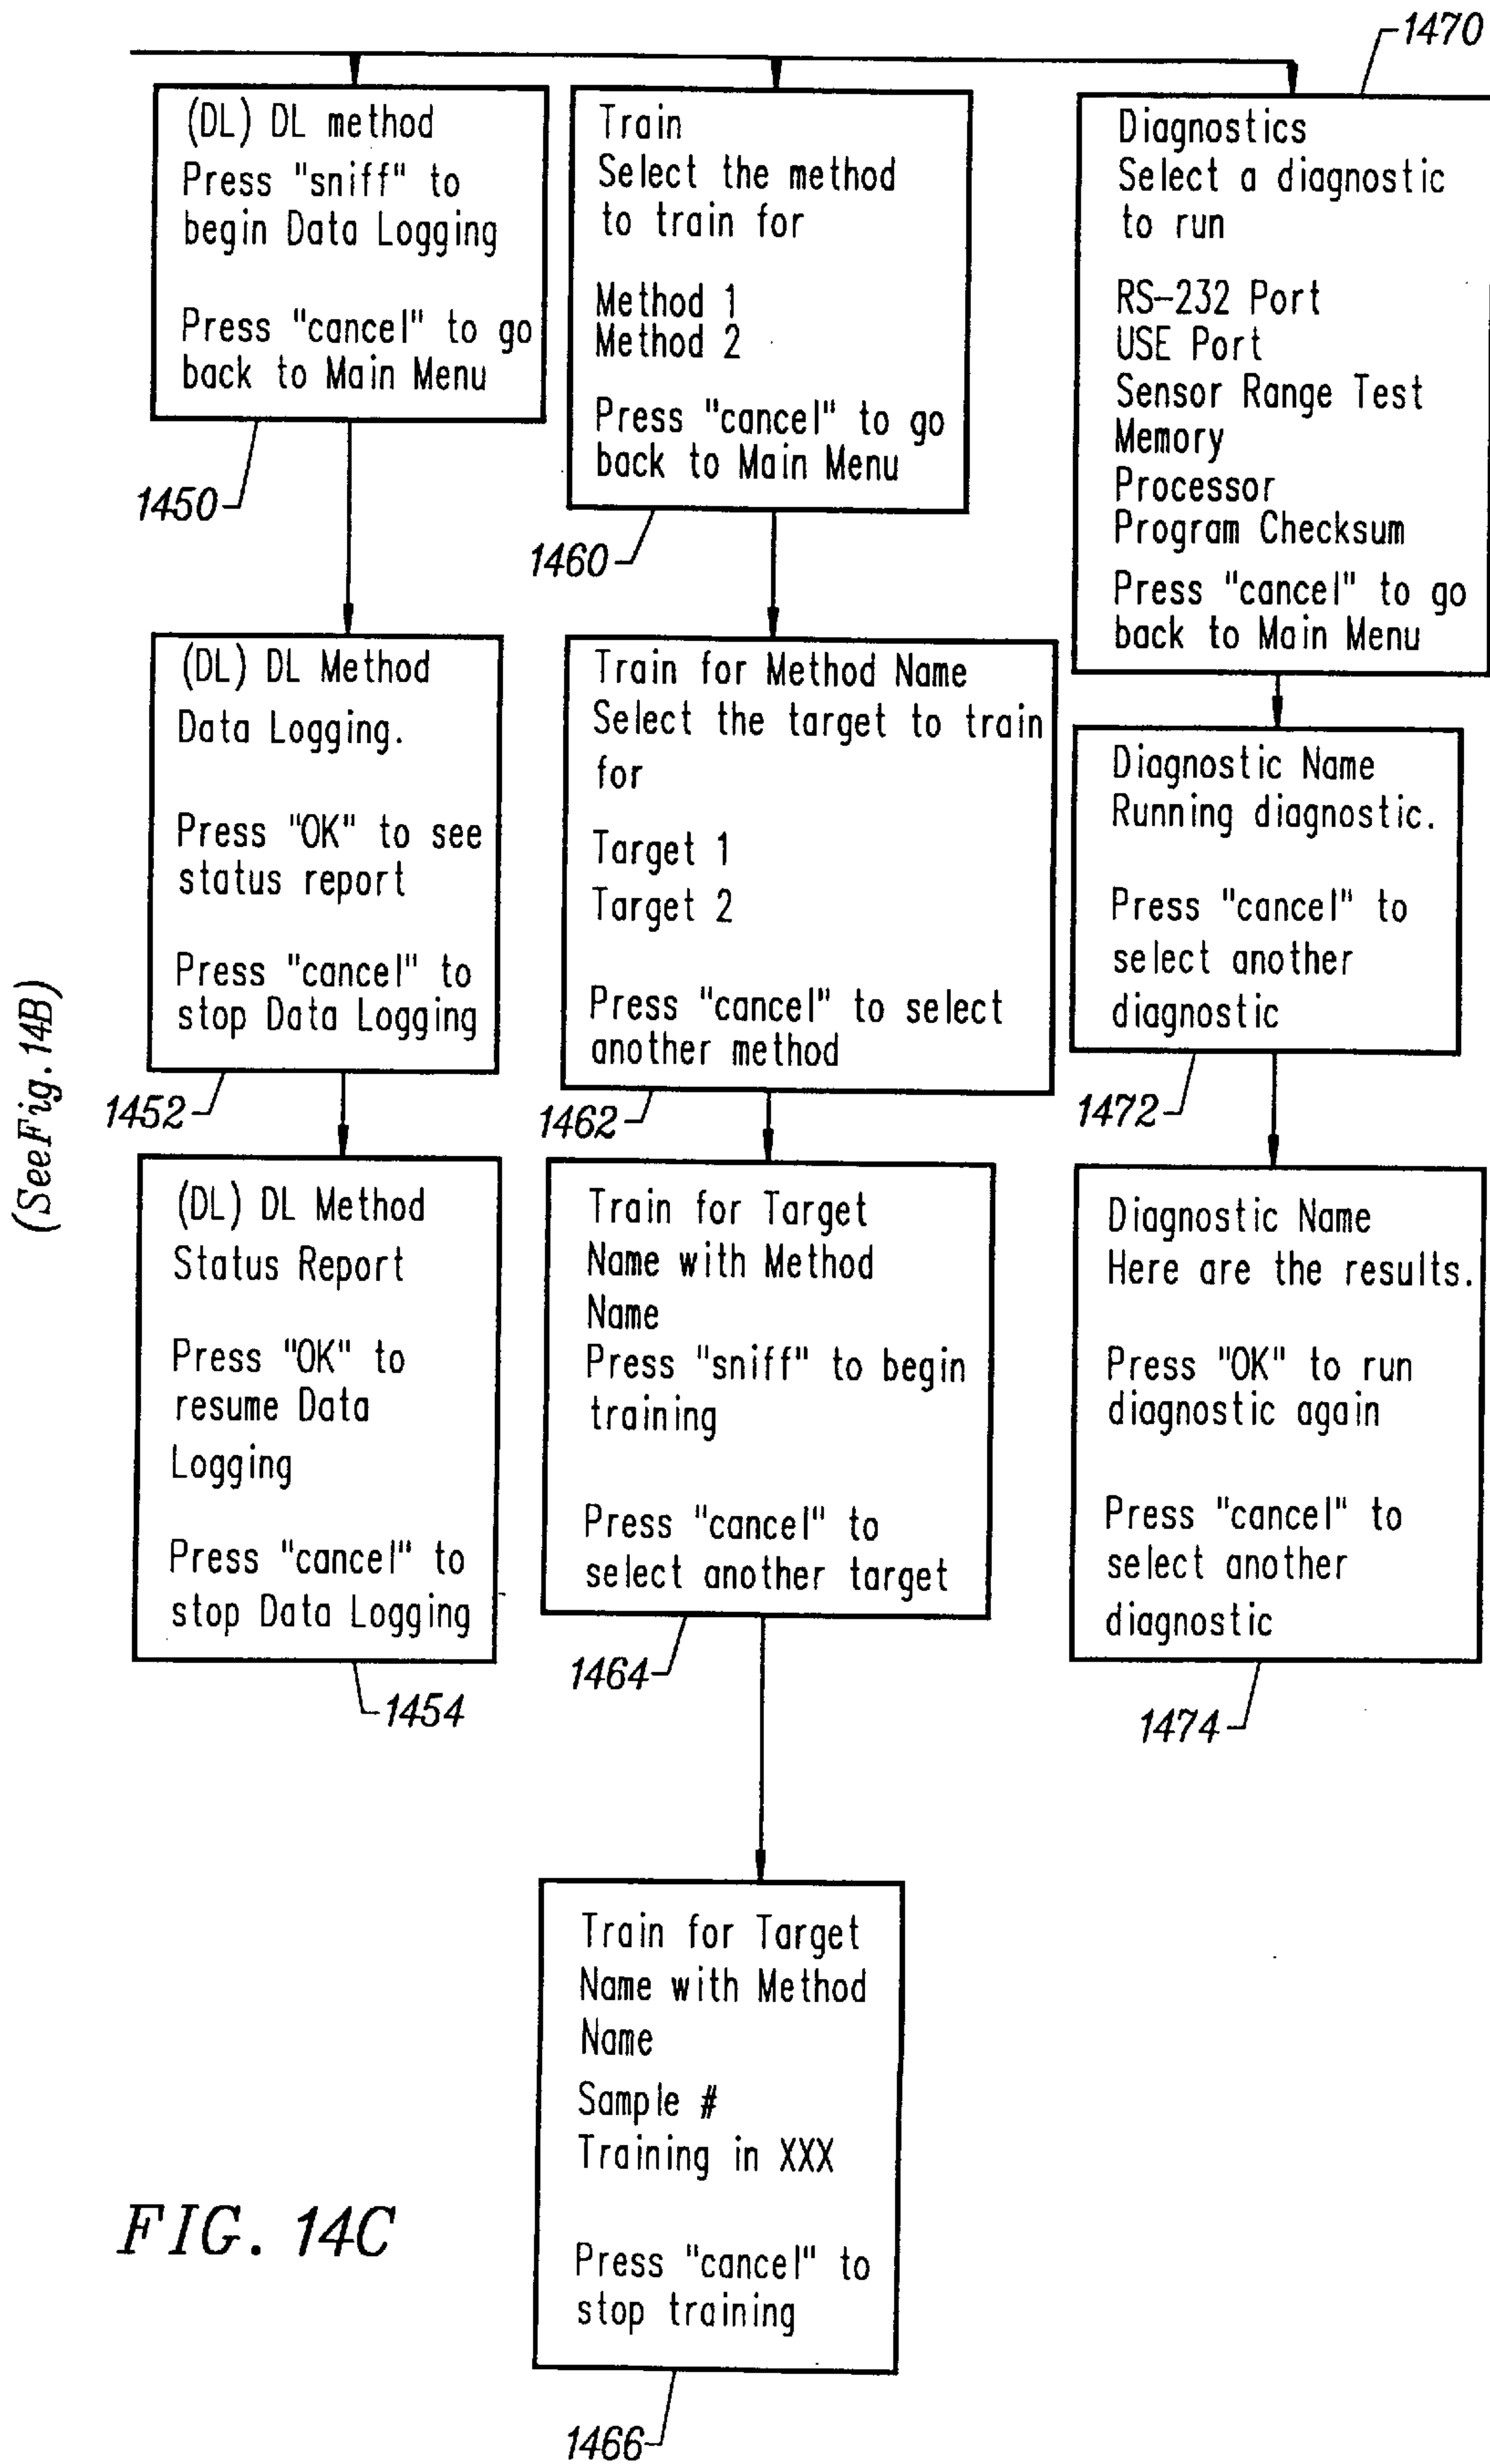 1470
(DL) DL method
Press "sniff" to
begin Data Logging
Press "cancel" to go
back to Main Menu
1450
Train
Select the method
to train for
Method 1
Method 2
Press "cancel" to go
back to Main Menu
1460
Diagnostics
Select a diagnostic
to run
RS-232 Port
USE Port
Sensor Range Test
Memory
Processor
Program Checksum
Press "cancel" to go
back to Main Menu
(DL) DL Method
Data Logging.
Press "OK" to see
status report
Press "cancel" to
stop Data Logging
1452
Train for Method Name
Select the target to train
for
Target 1
Target 2
Press "cancel" to select
another method
1462
Diagnostic Name
Running diagnostic.
Press "cancel" to
select another
diagnostic
1472
(See Fig. 14B)
(DL) DL Method
Status Report
Press "OK" to
resume Data
Logging
Press "cancel" to
stop Data Logging
1454
Train for Target
Name with Method
Name
Press "sniff" to begin
training
Press "cancel" to
select another target
1464
Diagnostic Name
Here are the results.
Press "OK" to run
diagnostic again
Press "cancel" to
select another
diagnostic
1474
Train for Target
Name with Method
Name
Sample #
Training in XXX
Press "cancel" to
stop training
1466
FIG. 14C